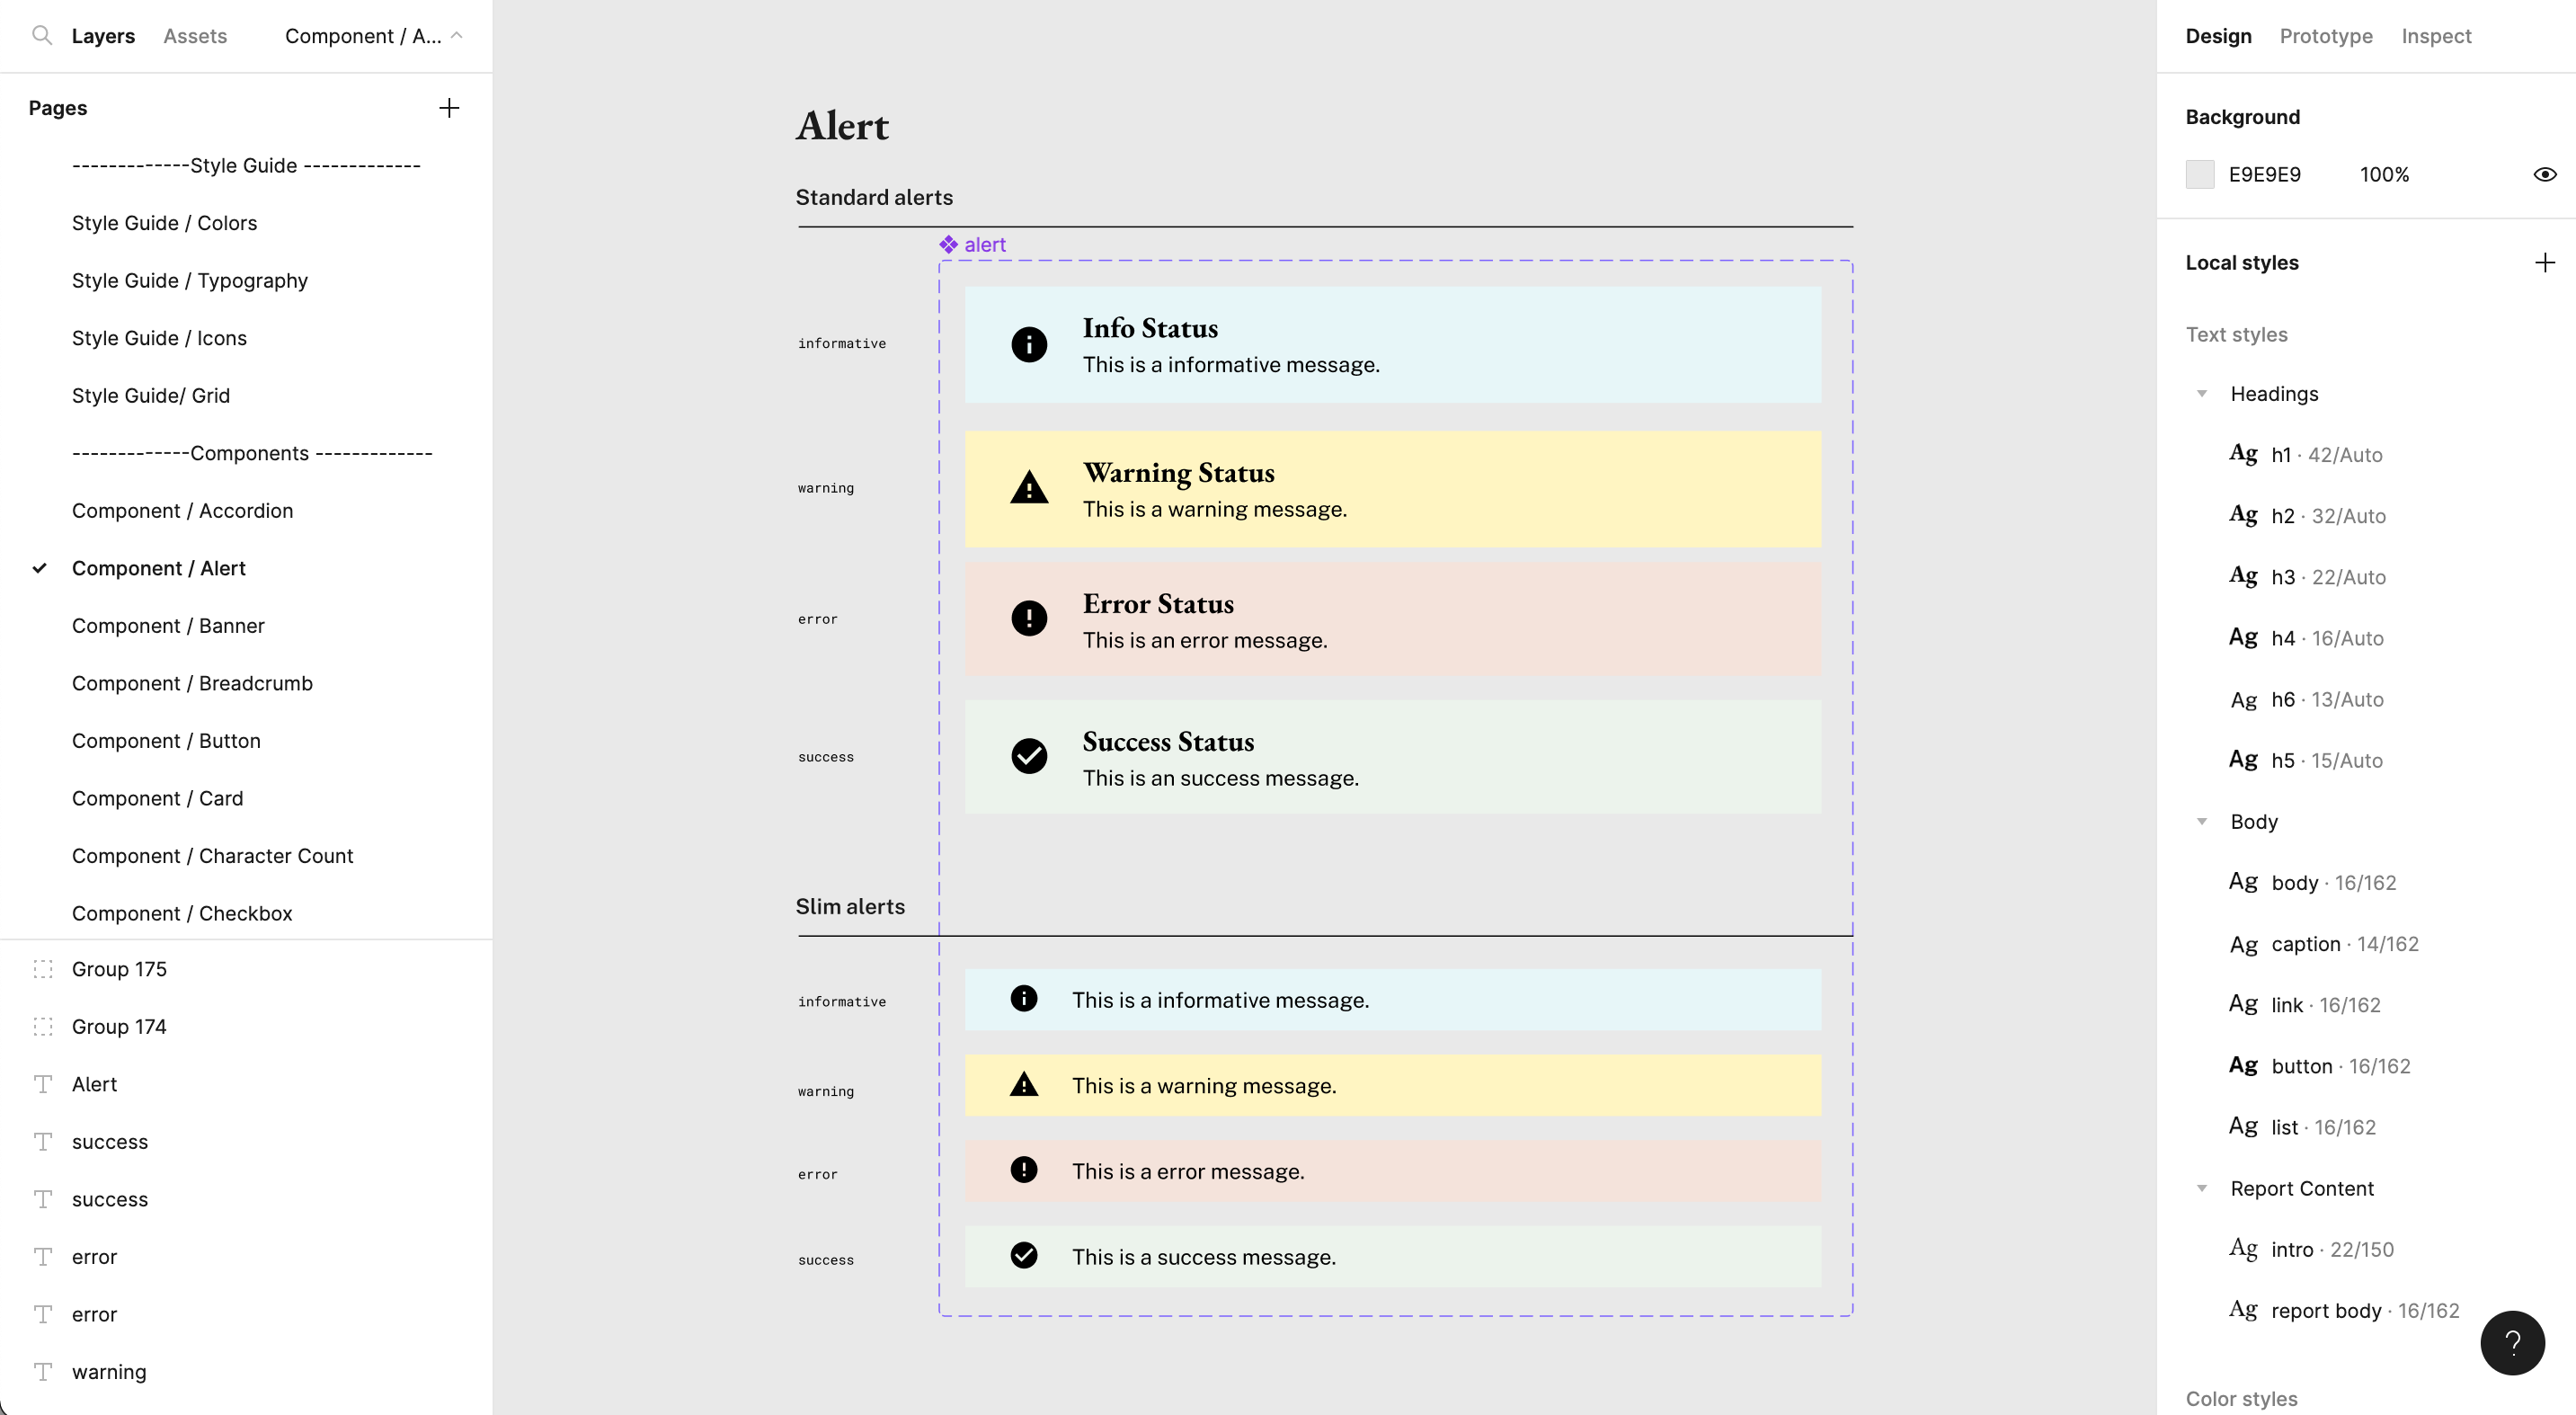 Layers Assets Component / A...
Pages
-------------Style Guide -------------
Style Guide / Colors
Style Guide / Typography
Style Guide / Icons
Style Guide/ Grid
-------------Components -------------
Component / Accordion
Component / Alert
Component / Banner
Component / Breadcrumb
Component / Button
Component / Card
Component / Character Count
Component / Checkbox
Group 175
Group 174
Alert
success
success
error
error
warning
Alert
Standard alerts
alert
informative
Info Status
This is a informative message.
warning
Warning Status
This is a warning message.
error
Error Status
This is an error message.
success
Success Status
This is an success message.
Slim alerts
informative
This is a informative message.
warning
This is a warning message.
error
This is a error message.
success
This is a success message.
Design Prototype Inspect
Background
E9E9E9 100%
Local styles
Text styles
Headings
Ag h1 · 42/Auto
Ag h2 · 32/Auto
Ag h3 · 22/Auto
Ag h4 · 16/Auto
Ag h6 · 13/Auto
Ag h5 · 15/Auto
Body
Ag body · 16/162
Ag caption · 14/162
Ag link · 16/162
Ag button · 16/162
Ag list · 16/162
Report Content
Ag intro · 22/150
Ag report body · 16/162
?
Color styles